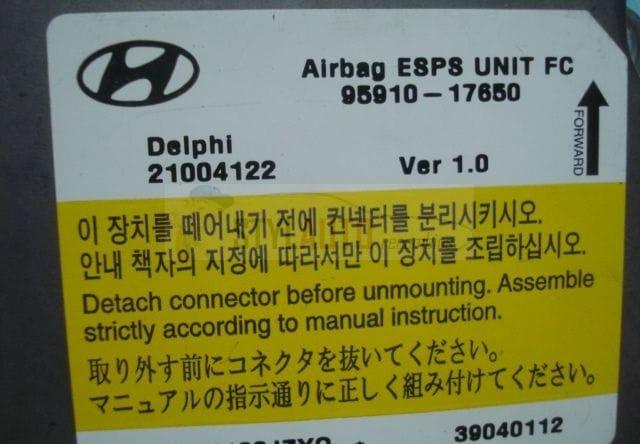 Airbag ESPS UNIT FC
95910-17650
Delphi
21004122
Ver 1.0
FORWARD
이 장치를 떼어내기 전에 컨넥터를 분리시키시오.
안내 책자의 지정에 따라서만 이 장치를 조립하십시오.
Detach connector before unmounting. Assemble
strictly according to manual instruction.
取り外す前にコネクタを抜いてください。
マニュアルの指示通りに正しく組み付けてください。
39040112